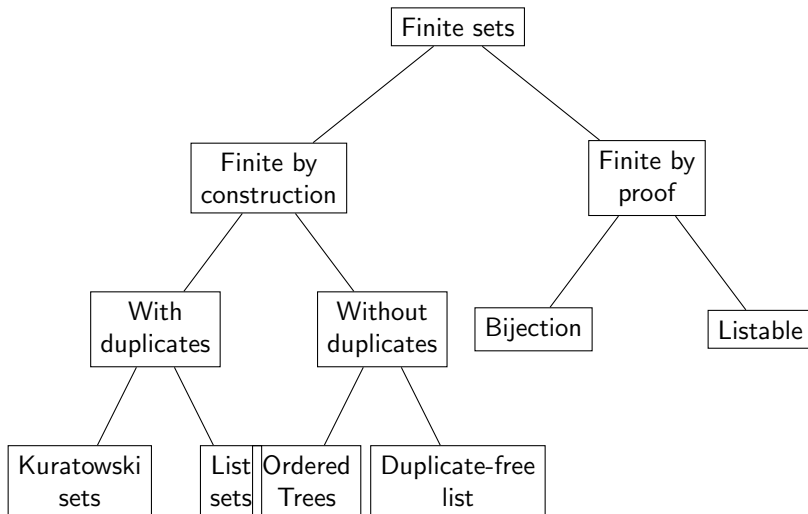 Finite sets
Finite by
construction
Finite by
proof
With
duplicates
Without
duplicates
Bijection
Listable
Kuratowski
sets
List
sets
Ordered
Trees
Duplicate-free
list